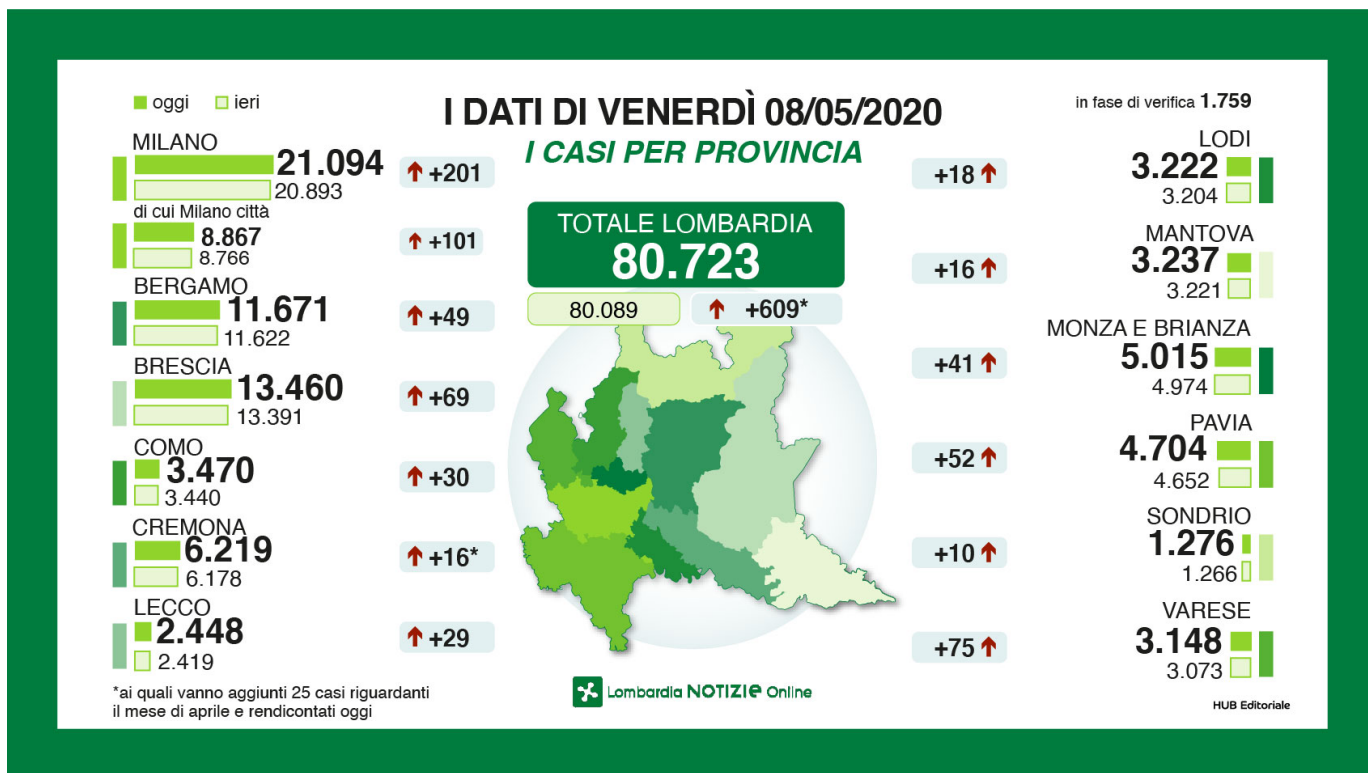 oggi ieri
I DATI DI VENERDÌ 08/05/2020
I CASI PER PROVINCIA
in fase di verifica 1.759
TOTALE LOMBARDIA
80.723
80.089
+609*
MILANO
21.094
20.893
+201
di cui Milano città
8.867
8.766
+101
BERGAMO
11.671
11.622
+49
BRESCIA
13.460
13.391
+69
COMO
3.470
3.440
+30
CREMONA
6.219
6.178
+16*
LECCO
2.448
2.419
+29
*ai quali vanno aggiunti 25 casi riguardanti
il mese di aprile e rendicontati oggi
LODI
3.222
3.204
+18
MANTOVA
3.237
3.221
+16
MONZA E BRIANZA
5.015
4.974
+41
PAVIA
4.704
4.652
+52
SONDRIO
1.276
1.266
+10
VARESE
3.148
3.073
+75
Lombardia NOTIZIE Online
HUB Editoriale